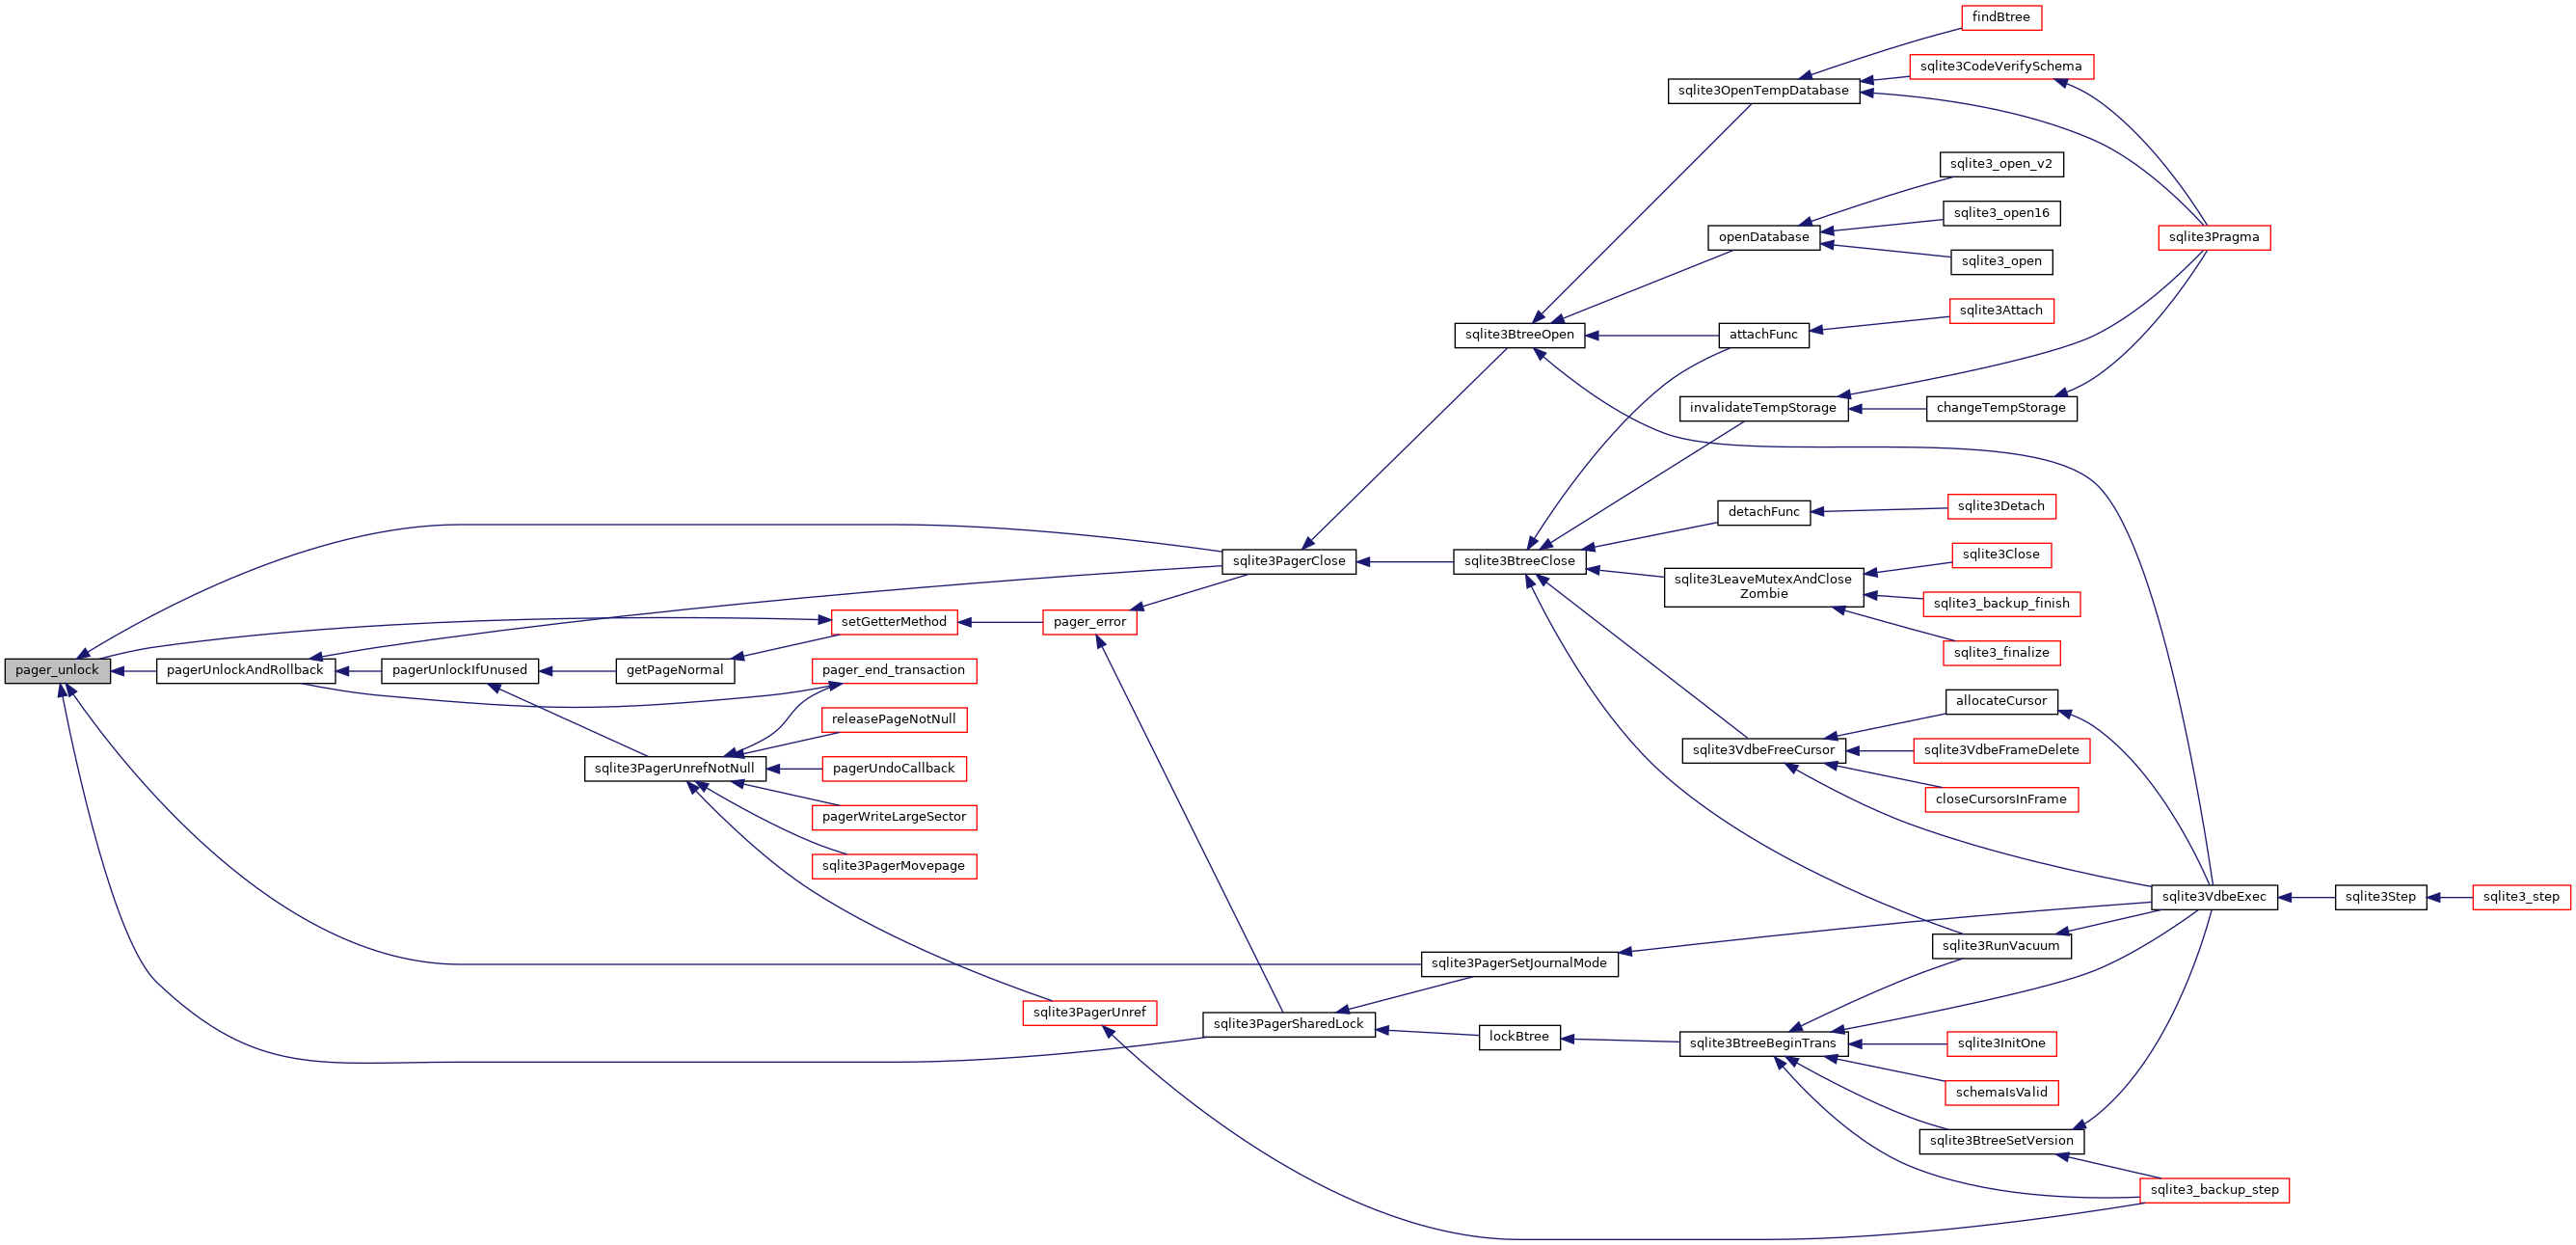 findBtree
sqlite3CodeVerifySchema
sqlite3OpenTempDatabase
sqlite3_open_v2
sqlite3_open16
openDatabase
sqlite3Pragma
sqlite3_open
sqlite3Attach
sqlite3BtreeOpen
attachFunc
invalidateTempStorage
changeTempStorage
sqlite3Detach
detachFunc
sqlite3Close
sqlite3PagerClose
sqlite3BtreeClose
sqlite3LeaveMutexAndClose
Zombie
sqlite3_backup_finish
setGetterMethod
pager_error
sqlite3_finalize
pager_unlock
pagerUnlockAndRollback
pagerUnlockIfUnused
getPageNormal
pager_end_transaction
allocateCursor
releasePageNotNull
sqlite3VdbeFreeCursor
sqlite3VdbeFrameDelete
sqlite3PagerUnrefNotNull
pagerUndoCallback
closeCursorsInFrame
pagerWriteLargeSector
sqlite3PagerMovepage
sqlite3VdbeExec
sqlite3Step
sqlite3_step
sqlite3RunVacuum
sqlite3PagerSetJournalMode
sqlite3PagerUnref
sqlite3PagerSharedLock
lockBtree
sqlite3BtreeBeginTrans
sqlite3InitOne
schemaIsValid
sqlite3BtreeSetVersion
sqlite3_backup_step